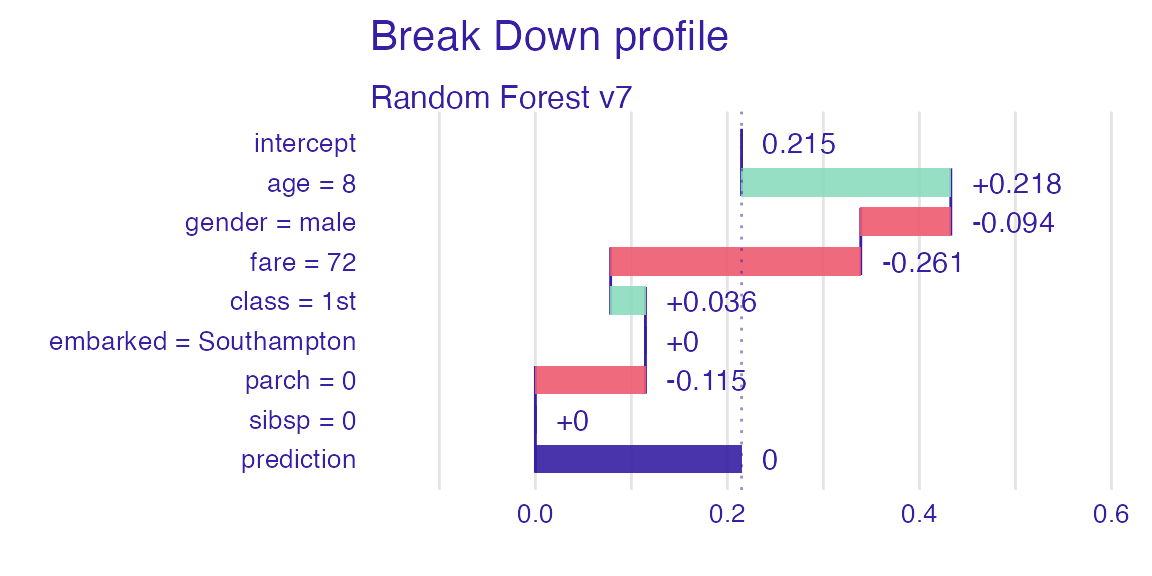 Break Down profile
Random Forest v7
intercept 0.215
age = 8 +0.218
gender = male -0.094
fare = 72 -0.261
class = 1st +0.036
embarked = Southampton +0
parch = 0 -0.115
sibsp = 0 +0
prediction 0
0.0 0.2 0.4 0.6